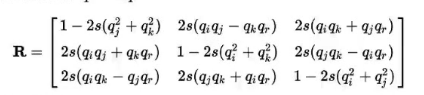 R = [ 1 − 2s(q_j² + q_k²)  2s(q_i q_j − q_k q_r)  2s(q_i q_k + q_j q_r)
2s(q_i q_j + q_k q_r)  1 − 2s(q_i² + q_k²)  2s(q_j q_k − q_i q_r)
2s(q_i q_k − q_j q_r)  2s(q_j q_k + q_i q_r)  1 − 2s(q_i² + q_j²) ]